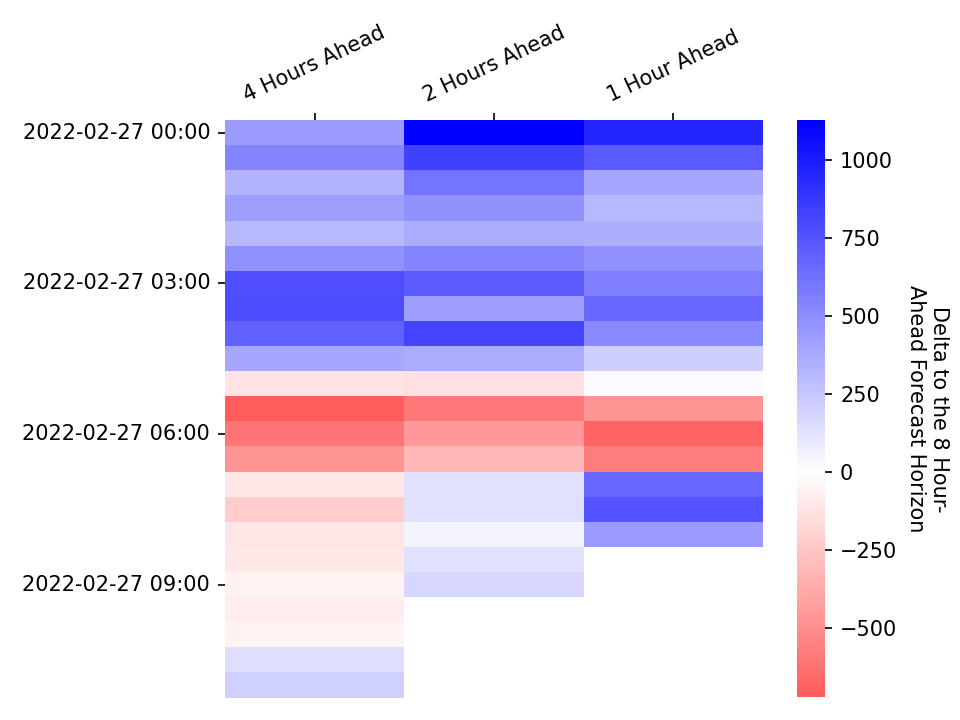 4 Hours Ahead
2 Hours Ahead
1 Hour Ahead
2022-02-27 00:00
2022-02-27 03:00
2022-02-27 06:00
2022-02-27 09:00
1000
750
500
250
0
−250
−500
Delta to the 8 Hour-
Ahead Forecast Horizon